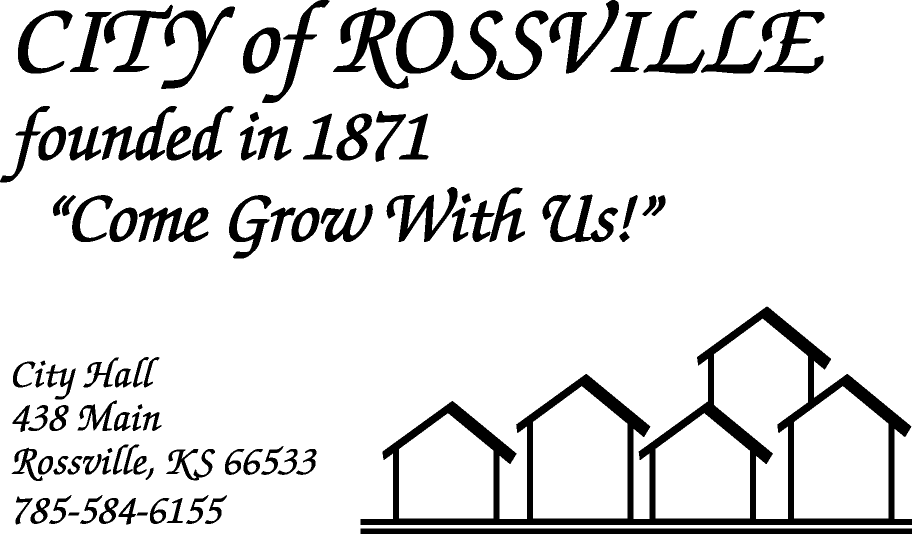 CITY of ROSSVILLE
founded in 1871
“Come Grow With Us!”
City Hall
438 Main
Rossville, KS 66533
785-584-6155